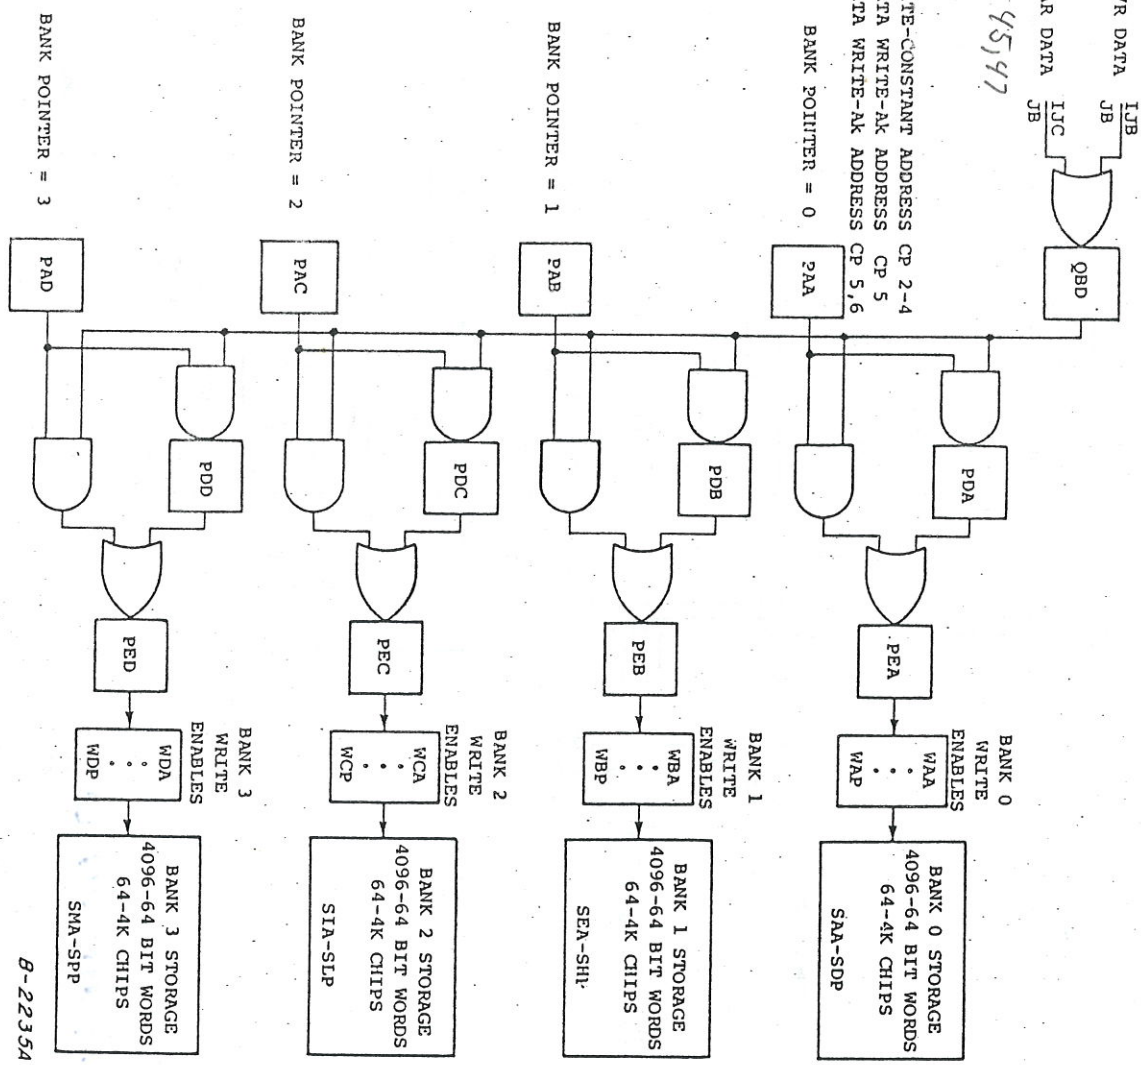 VR DATA
IJB
JB
AR DATA
IJC
JB
QBD
45,47
TE-CONSTANT ADDRESS CP 2-4
TA WRITE-Ak ADDRESS CP 5
TA WRITE-Ak ADDRESS CP 5,6
BANK POINTER = 0
PAA
PDA
PEA
BANK 0
WRITE
ENABLES
WAA
WAP
BANK 0 STORAGE
4096-64 BIT WORDS
64-4K CHIPS
SAA-SDP
BANK POINTER = 1
PAB
PDB
PEB
BANK 1
WRITE
ENABLES
WBA
WBP
BANK 1 STORAGE
4096-64 BIT WORDS
64-4K CHIPS
BANK POINTER = 2
PAC
PDC
PEC
BANK 2
WRITE
ENABLES
WCA
WCP
BANK 2 STORAGE
4096-64 BIT WORDS
64-4K CHIPS
SIA-SLP
BANK POINTER = 3
PAD
PDD
PED
BANK 3
WRITE
ENABLES
WDA
WDP
BANK 3 STORAGE
4096-64 BIT WORDS
64-4K CHIPS
SMA-SPP
B-2235A